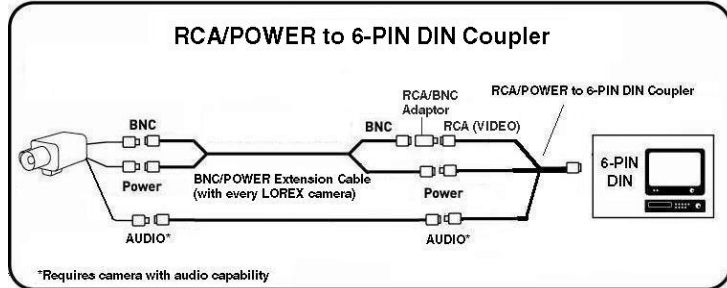 RCA/POWER to 6-PIN DIN Coupler
RCA/BNC
Adaptor
RCA/POWER to 6-PIN DIN Coupler
BNC
BNC
RCA (VIDEO)
6-PIN
DIN
Power
BNC/POWER Extension Cable
(with every LOREX camera)
Power
AUDIO*
AUDIO*
*Requires camera with audio capability